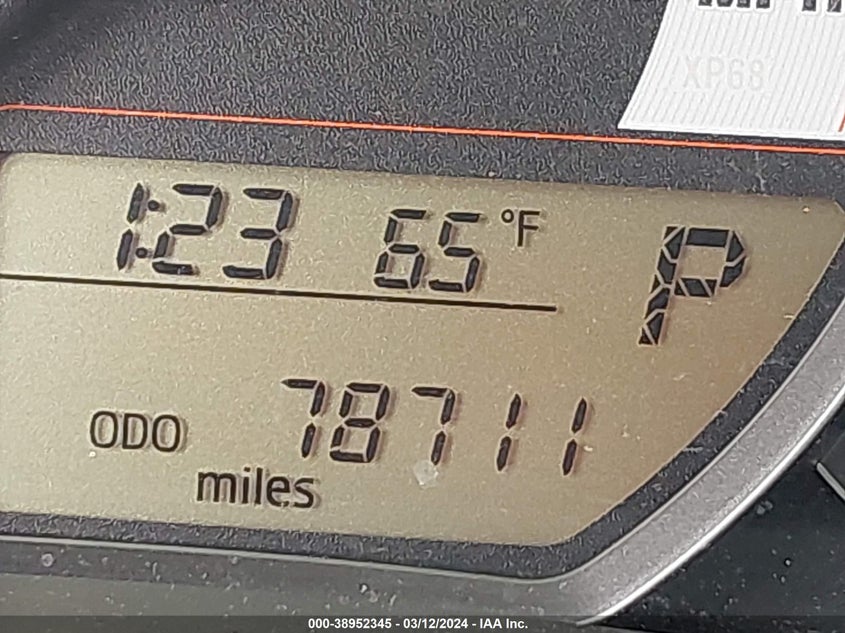 XP68
1:23 65 °F P
ODO 78711
miles
000-38952345 - 03/12/2024 - IAA Inc.